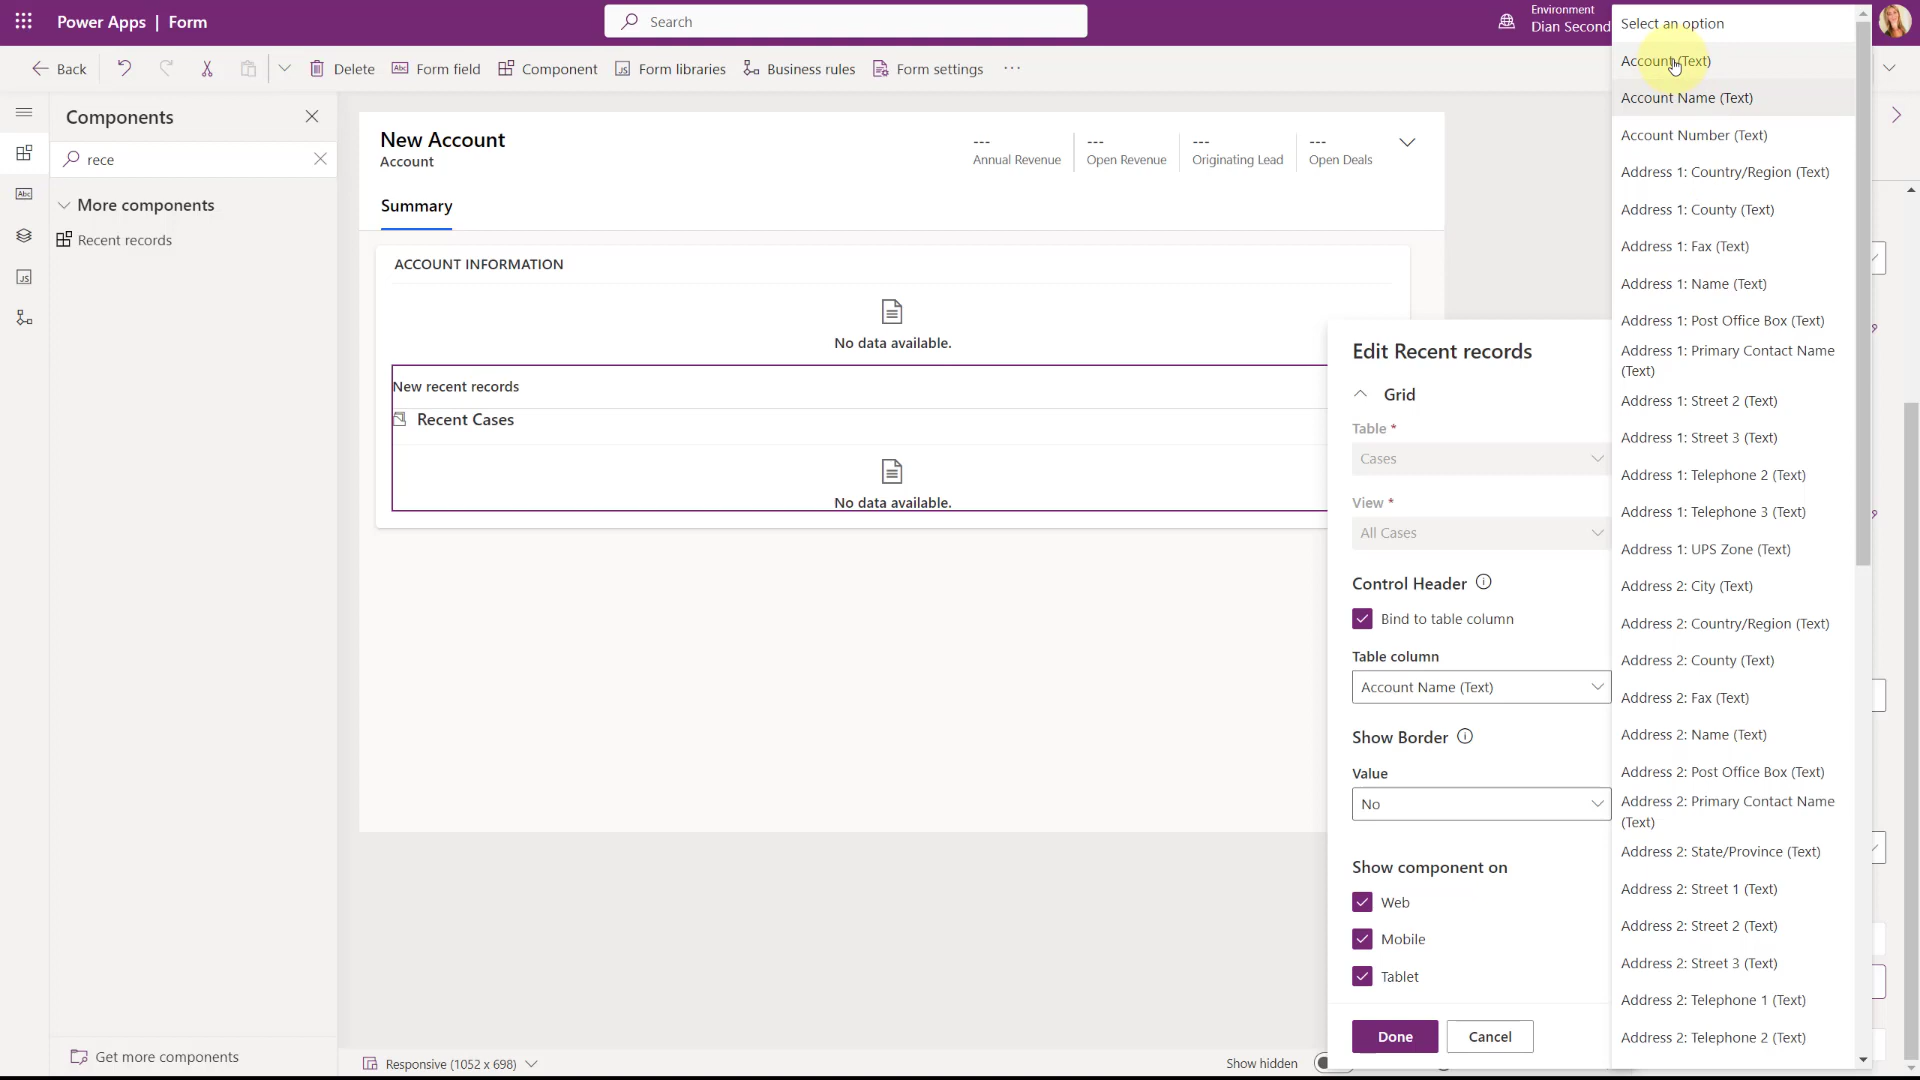 Power Apps | Form
Search
Environment
Dian Second
Back
Delete
Form field
Component
Form libraries
Business rules
Form settings
Components
rece
More components
Recent records
Get more components
New Account
Account
---
Annual Revenue
---
Open Revenue
---
Originating Lead
---
Open Deals
Summary
ACCOUNT INFORMATION
No data available.
New recent records
Recent Cases
No data available.
Responsive (1052 x 698)
Show hidden
Edit Recent records
Grid
Table *
Cases
View *
All Cases
Control Header
Bind to table column
Table column
Account Name (Text)
Show Border
Value
No
Show component on
Web
Mobile
Tablet
Done
Cancel
Select an option
Account (Text)
Account Name (Text)
Account Number (Text)
Address 1: Country/Region (Text)
Address 1: County (Text)
Address 1: Fax (Text)
Address 1: Name (Text)
Address 1: Post Office Box (Text)
Address 1: Primary Contact Name
(Text)
Address 1: Street 2 (Text)
Address 1: Street 3 (Text)
Address 1: Telephone 2 (Text)
Address 1: Telephone 3 (Text)
Address 1: UPS Zone (Text)
Address 2: City (Text)
Address 2: Country/Region (Text)
Address 2: County (Text)
Address 2: Fax (Text)
Address 2: Name (Text)
Address 2: Post Office Box (Text)
Address 2: Primary Contact Name
(Text)
Address 2: State/Province (Text)
Address 2: Street 1 (Text)
Address 2: Street 2 (Text)
Address 2: Street 3 (Text)
Address 2: Telephone 1 (Text)
Address 2: Telephone 2 (Text)